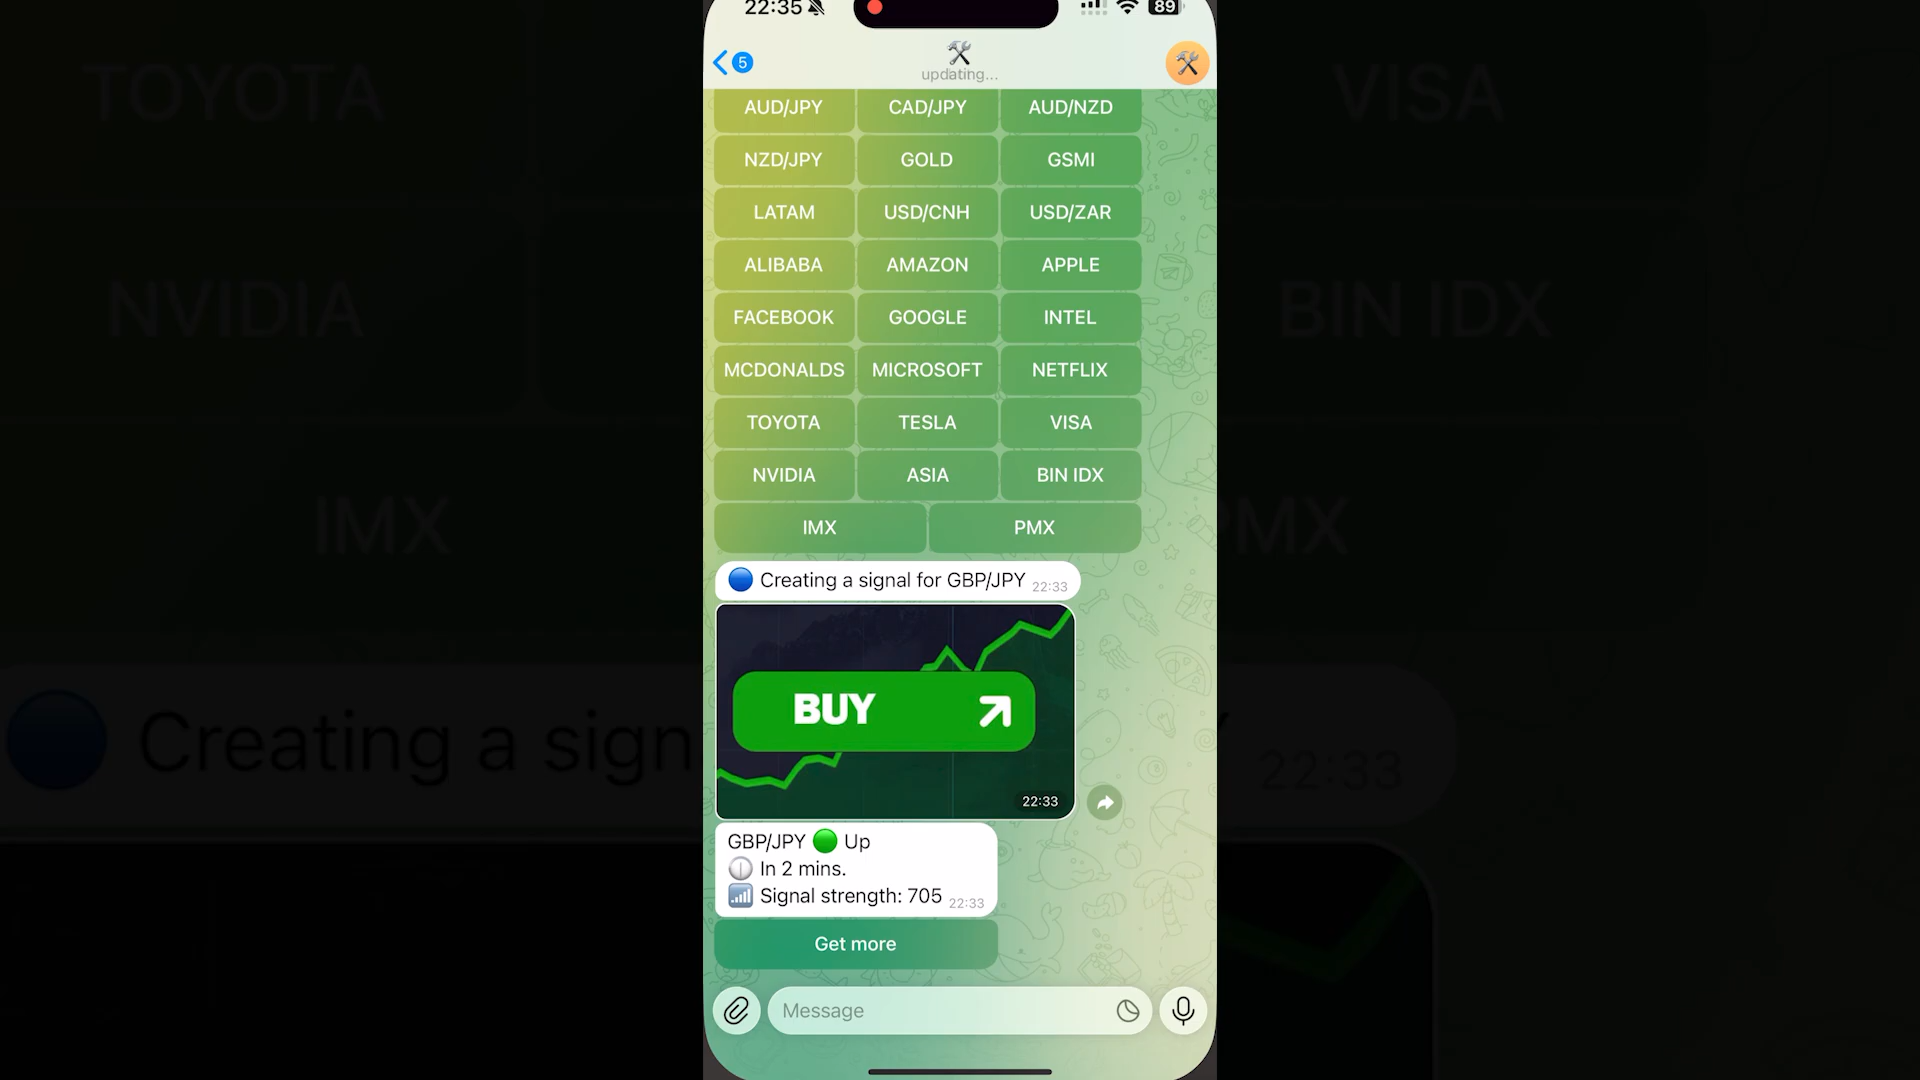 22:35
89
5
updating...
AUD/JPY CAD/JPY AUD/NZD
NZD/JPY GOLD GSMI
LATAM USD/CNH USD/ZAR
ALIBABA AMAZON APPLE
FACEBOOK GOOGLE INTEL
MCDONALDS MICROSOFT NETFLIX
TOYOTA TESLA VISA
NVIDIA ASIA BIN IDX
IMX PMX
Creating a signal for GBP/JPY 22:33
BUY
22:33
GBP/JPY 🟢 Up
In 2 mins.
Signal strength: 705 22:33
Get more
Message
TOYOTA VISA
NVIDIA BIN IDX
IMX PMX
Creating a sign 22:33